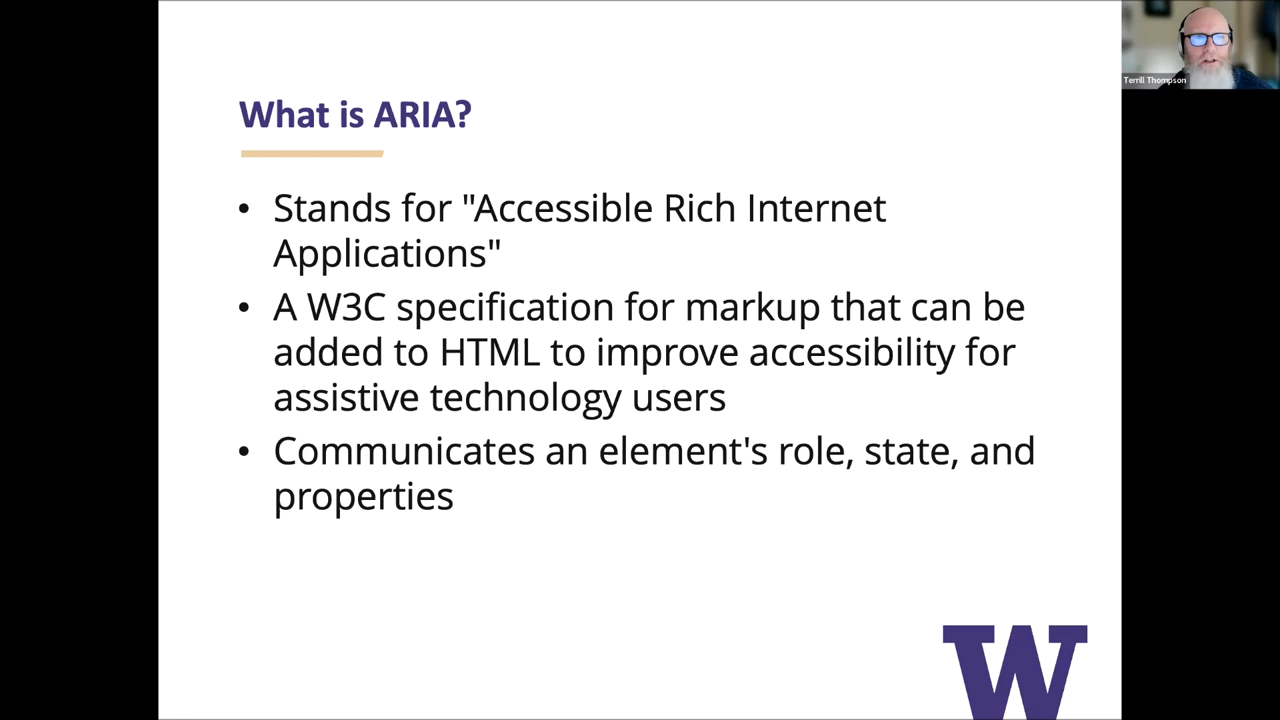 What is ARIA?
• Stands for "Accessible Rich Internet
Applications"
• A W3C specification for markup that can be
added to HTML to improve accessibility for
assistive technology users
• Communicates an element's role, state, and
properties
W
Terrill Thompson